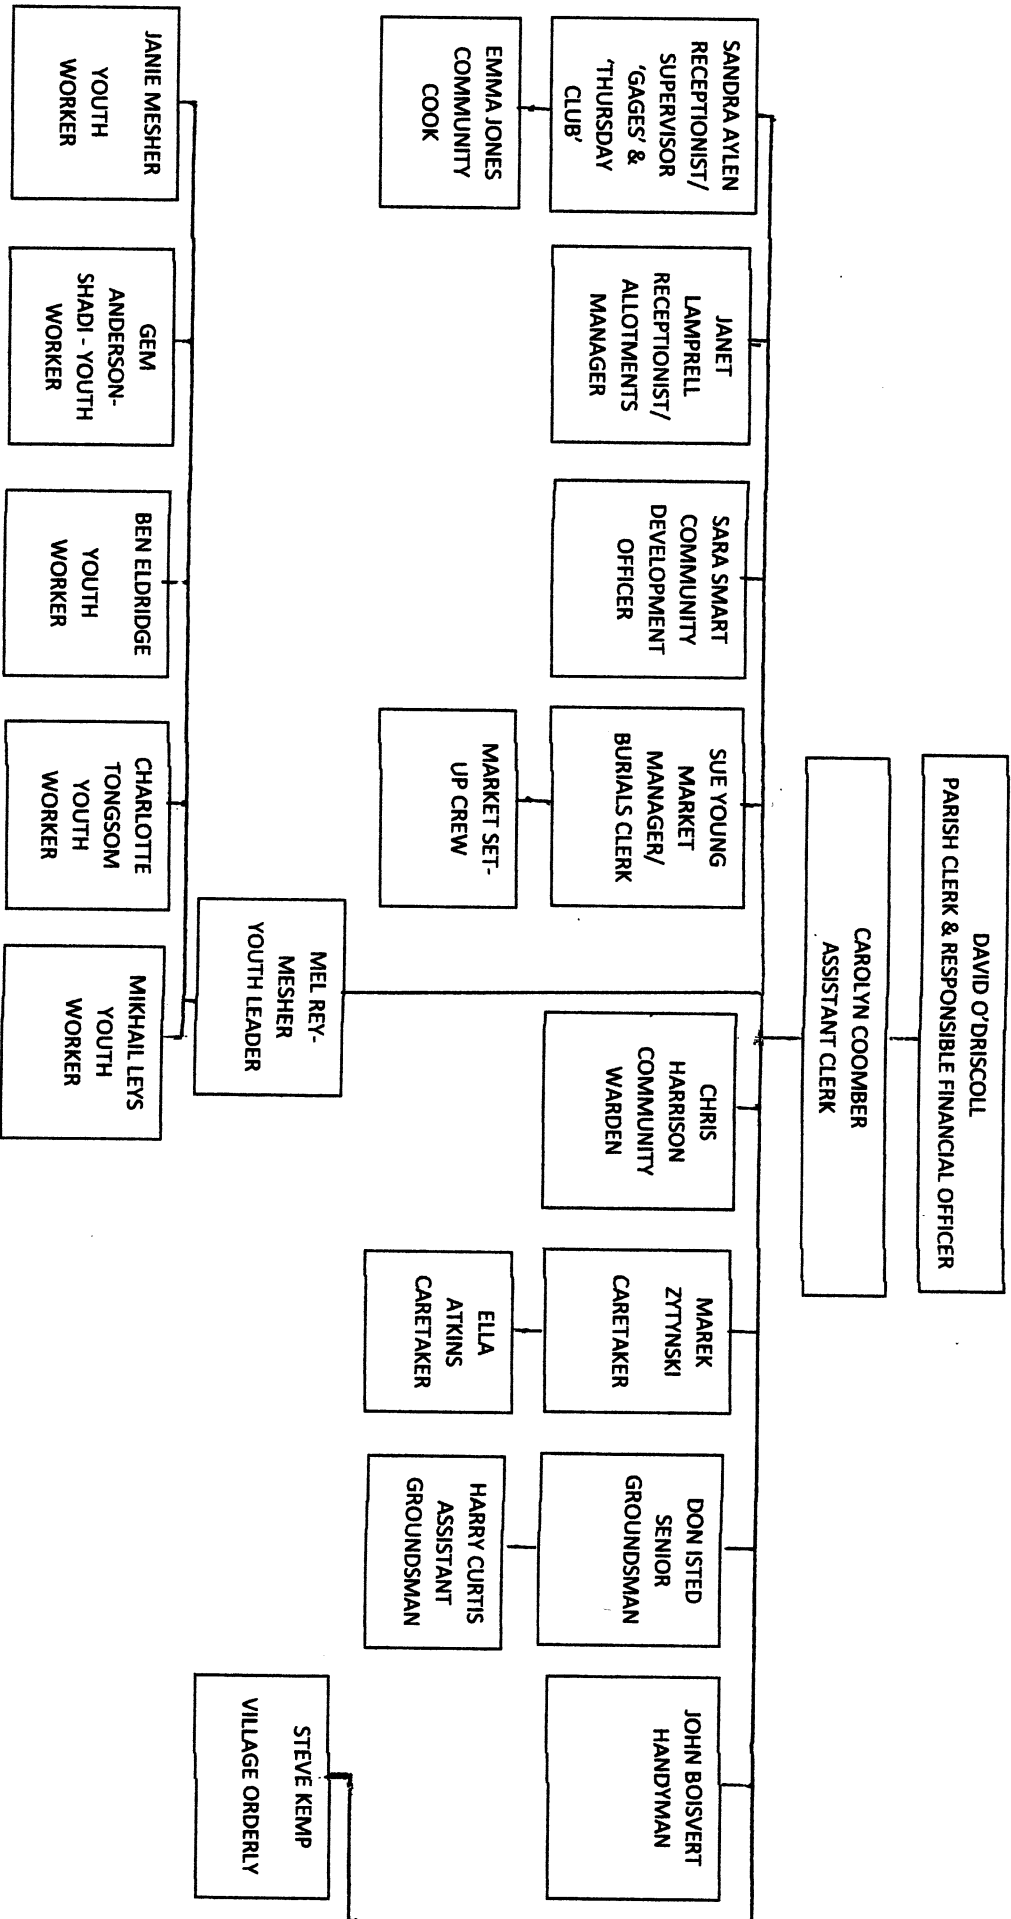 DAVID O'DRISCOLL
PARISH CLERK & RESPONSIBLE FINANCIAL OFFICER
CAROLYN COOMBER
ASSISTANT CLERK
SANDRA AYLEN
RECEPTIONIST/
SUPERVISOR
'GAGES' &
'THURSDAY
CLUB'
JANET
LAMPRELL
RECEPTIONIST/
ALLOTMENTS
MANAGER
SARA SMART
COMMUNITY
DEVELOPMENT
OFFICER
SUE YOUNG
MARKET
MANAGER/
BURIALS CLERK
CHRIS
HARRISON
COMMUNITY
WARDEN
MAREK
ZYTYNSKI
CARETAKER
DON ISTED
SENIOR
GROUNDSMAN
JOHN BOISVERT
HANDYMAN
EMMA JONES
COMMUNITY
COOK
MARKET SET-
UP CREW
ELLA
ATKINS
CARETAKER
HARRY CURTIS
ASSISTANT
GROUNDSMAN
MEL REY-
MESHER
YOUTH LEADER
STEVE KEMP
VILLAGE ORDERLY
JANIE MESHER
YOUTH
WORKER
GEM
ANDERSON-
SHADI - YOUTH
WORKER
BEN ELDRIDGE
YOUTH
WORKER
CHARLOTTE
TONGSOM
YOUTH
WORKER
MIKHAIL LEYS
YOUTH
WORKER